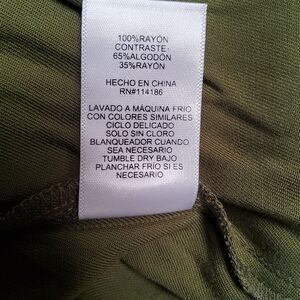 100%RAYÓN
CONTRASTE:
65%ALGODÓN
35%RAYÓN
HECHO EN CHINA
RN#114186
LAVADO A MÁQUINA FRÍO
CON COLORES SIMILARES
CICLO DELICADO
SOLO SIN CLORO
BLANQUEADOR CUANDO
SEA NECESARIO
TUMBLE DRY BAJO
PLANCHAR FRÍO SI ES
NECESARIO